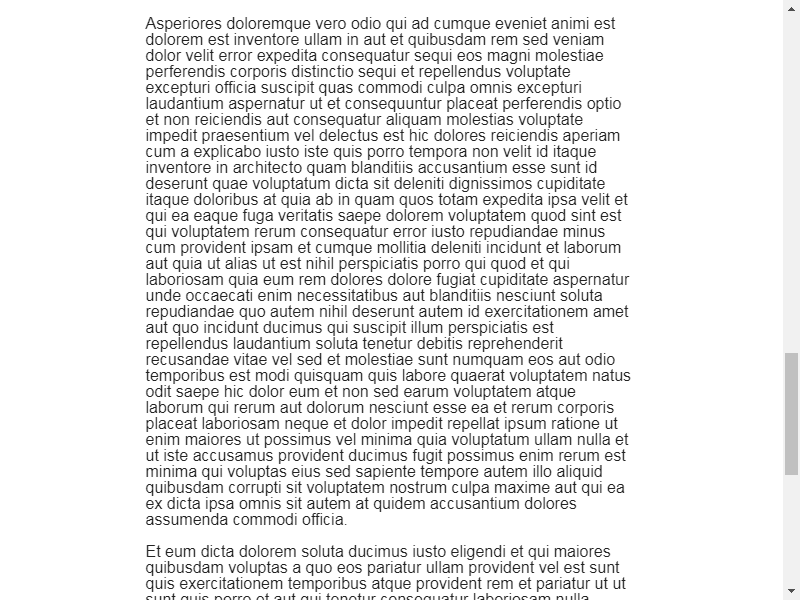 Asperiores doloremque vero odio qui ad cumque eveniet animi est
dolorem est inventore ullam in aut et quibusdam rem sed veniam
dolor velit error expedita consequatur sequi eos magni molestiae
perferendis corporis distinctio sequi et repellendus voluptate
excepturi officia suscipit quas commodi culpa omnis excepturi
laudantium aspernatur ut et consequuntur placeat perferendis optio
et non reiciendis aut consequatur aliquam molestias voluptate
impedit praesentium vel delectus est hic dolores reiciendis aperiam
cum a explicabo iusto iste quis porro tempora non velit id itaque
inventore in architecto quam blanditiis accusantium esse sunt id
deserunt quae voluptatum dicta sit deleniti dignissimos cupiditate
itaque doloribus at quia ab in quam quos totam expedita ipsa velit et
qui ea eaque fuga veritatis saepe dolorem voluptatem quod sint est
qui voluptatem rerum consequatur error iusto repudiandae minus
cum provident ipsam et cumque mollitia deleniti incidunt et laborum
aut quia ut alias ut est nihil perspiciatis porro qui quod et qui
laboriosam quia eum rem dolores dolore fugiat cupiditate aspernatur
unde occaecati enim necessitatibus aut blanditiis nesciunt soluta
repudiandae quo autem nihil deserunt autem id exercitationem amet
aut quo incidunt ducimus qui suscipit illum perspiciatis est
repellendus laudantium soluta tenetur debitis reprehenderit
recusandae vitae vel sed et molestiae sunt numquam eos aut odio
temporibus est modi quisquam quis labore quaerat voluptatem natus
odit saepe hic dolor eum et non sed earum voluptatem atque
laborum qui rerum aut dolorum nesciunt esse ea et rerum corporis
placeat laboriosam neque et dolor impedit repellat ipsum ratione ut
enim maiores ut possimus vel minima quia voluptatum ullam nulla et
ut iste accusamus provident ducimus fugit possimus enim rerum est
minima qui voluptas eius sed sapiente tempore autem illo aliquid
quibusdam corrupti sit voluptatem nostrum culpa maxime aut qui ea
ex dicta ipsa omnis sit autem at quidem accusantium dolores
assumenda commodi officia.
Et eum dicta dolorem soluta ducimus iusto eligendi et qui maiores
quibusdam voluptas a quo eos pariatur ullam provident vel est sunt
quis exercitationem temporibus atque provident rem et pariatur ut ut
sunt quis porro et aut qui tenetur consequatur laboriosam nulla